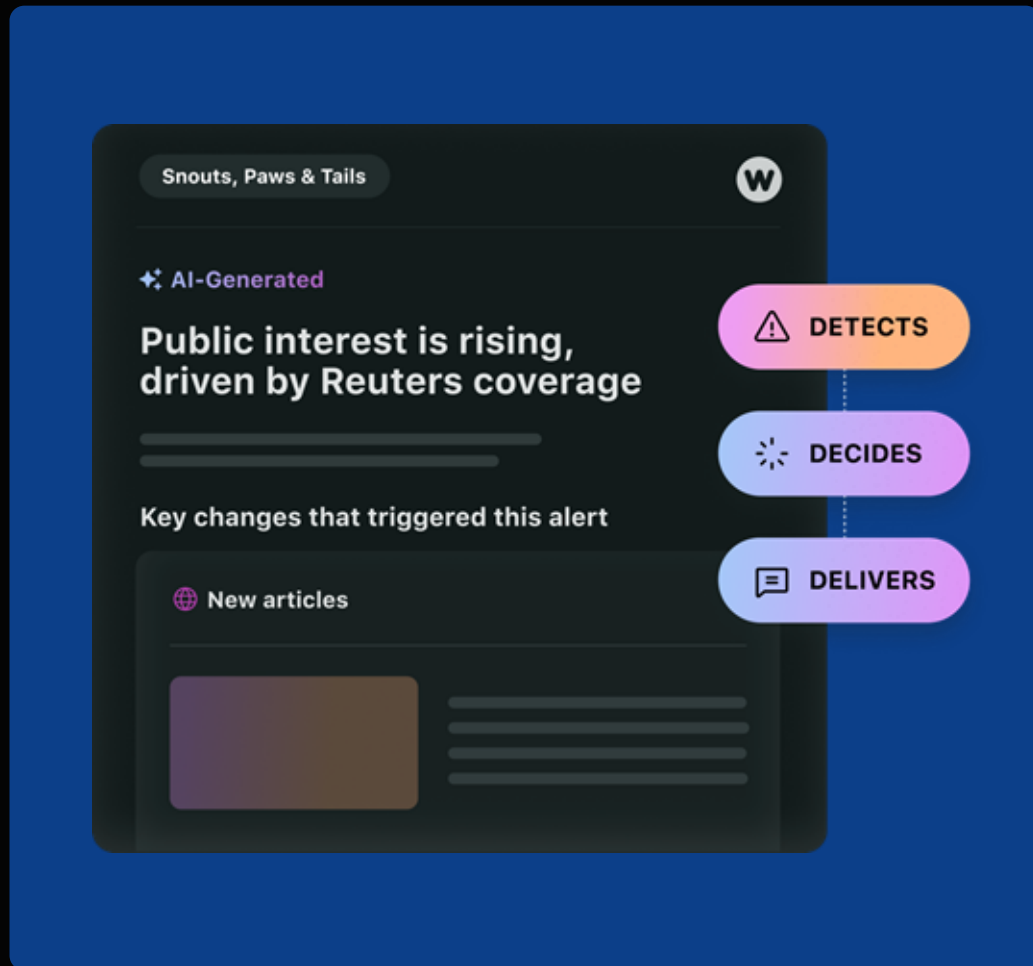 Snouts, Paws & Tails
W
AI-Generated
Public interest is rising,
driven by Reuters coverage
Key changes that triggered this alert
New articles
DETECTS
DECIDES
DELIVERS